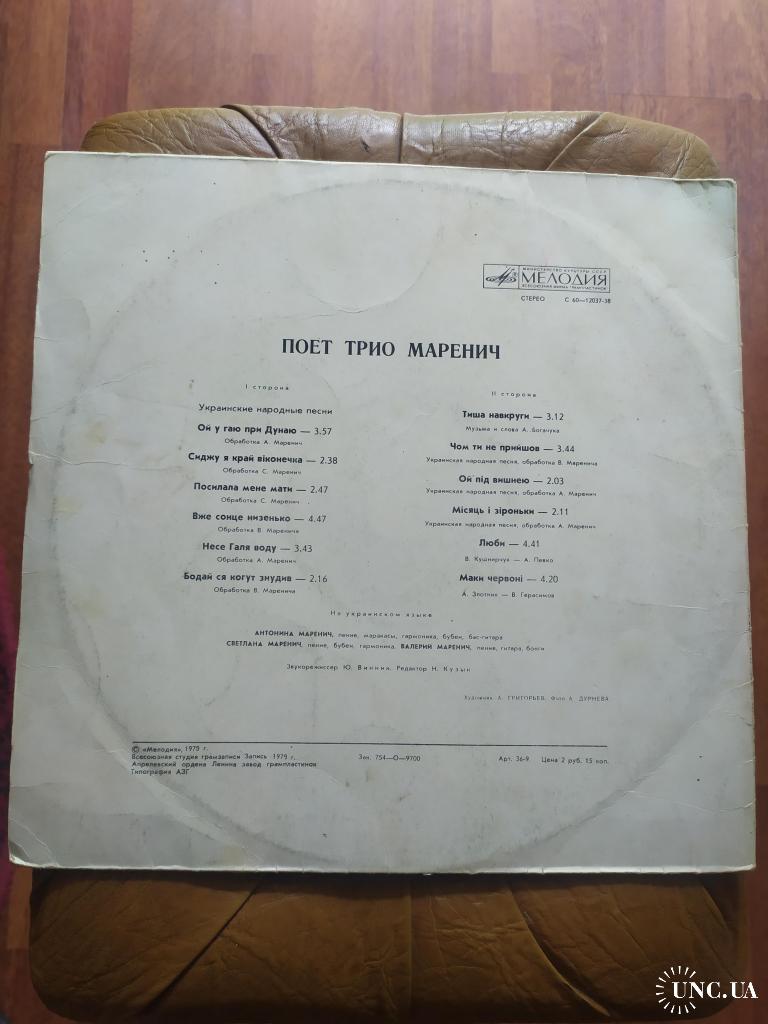 МИНИСТЕРСТВО КУЛЬТУРЫ СССР
МЕЛОДИЯ
ВСЕСОЮЗНАЯ ФИРМА ГРАМПЛАСТИНОК
СТЕРЕО С 60—12037-38
ПОЕТ ТРИО МАРЕНИЧ
I сторона
Украинские народные песни
Ой у гаю при Дунаю — 3.57
Обработка А. Маренич
Сиджу я край віконечка — 2.38
Обработка С. Маренич
Посилала мене мати — 2.47
Обработка С. Маренич
Вже сонце низенько — 4.47
Обработка В. Маренича
Несе Галя воду — 3.43
Обработка А. Маренич
Бодай ся когут знудив — 2.16
Обработка В. Маренича
II сторона
Тиша навкруги — 3.12
Музыка и слова А. Богачука
Чом ти не прийшов — 3.44
Украинская народная песня, обработка В. Маренича
Ой під вишнею — 2.03
Украинская народная песня, обработка А. Маренич
Місяць і зіроньки — 2.11
Украинская народная песня, обработка А. Маренич
Люби — 4.41
В. Кушнирчук — А. Певко
Маки червоні — 4.20
А. Злотник — В. Герасимов
На украинском языке
АНТОНИНА МАРЕНИЧ, пение, маракасы, гармоника, бубен, бас-гитара
СВЕТЛАНА МАРЕНИЧ, пение, бубен, гармоника. ВАЛЕРИЙ МАРЕНИЧ, пение, гитара, бонги
Звукорежиссер Ю. Винник. Редактор Н. Кузык
Художник А. ГРИГОРЬЕВ. Фото А. ДУРНЕВА
© «Мелодия», 1979 г.
Всесоюзная студия грамзаписи Запись 1979 г.
Апрелевский ордена Ленина завод грампластинок
Типография АЗГ
Зак. 754—О—9700
Арт. 36-9. Цена 2 руб. 15 коп.
UNC.UA